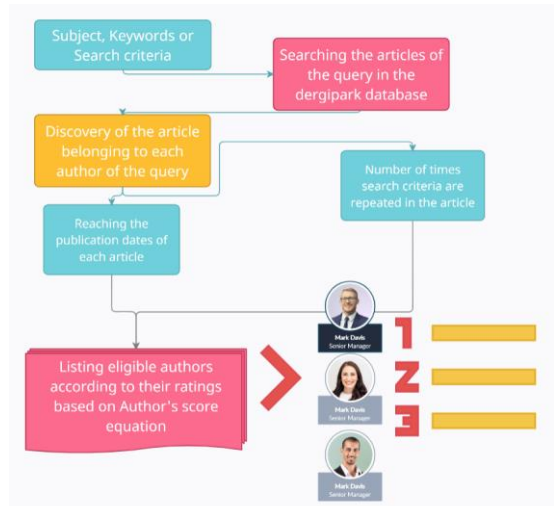 Subject, Keywords or
Search criteria
Searching the articles of
the query in the
dergipark database
Discovery of the article
belonging to each
author of the query
Number of times
search criteria are
repeated in the article
Reaching the
publication dates of
each article
Listing eligible authors
according to their ratings
based on Author's score
equation
Mark Davis
Senior Manager
1
Mark Davis
Senior Manager
2
3
Mark Davis
Senior Manager